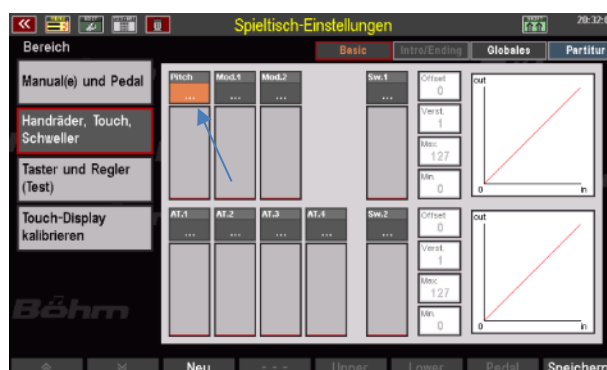 Spieltisch-Einstellungen
Bereich
Basic Intro/Ending Globales Partitur
Manual(e) und Pedal
Handräder, Touch,
Schweller
Taster und Regler
(Test)
Touch-Display
kalibrieren
Pitch Mod.1 Mod.2 Sw.1
... ... ... ...
Offset
0
Verst.
1
Max.
127
Min.
0
out
0 in
AT.1 AT.2 AT.3 AT.4 Sw.2
... ... ... ... ...
Offset
0
Verst.
1
Max.
127
Min.
0
out
0 in
Böhm
Neu - - - Upper Lower Pedal Speichern